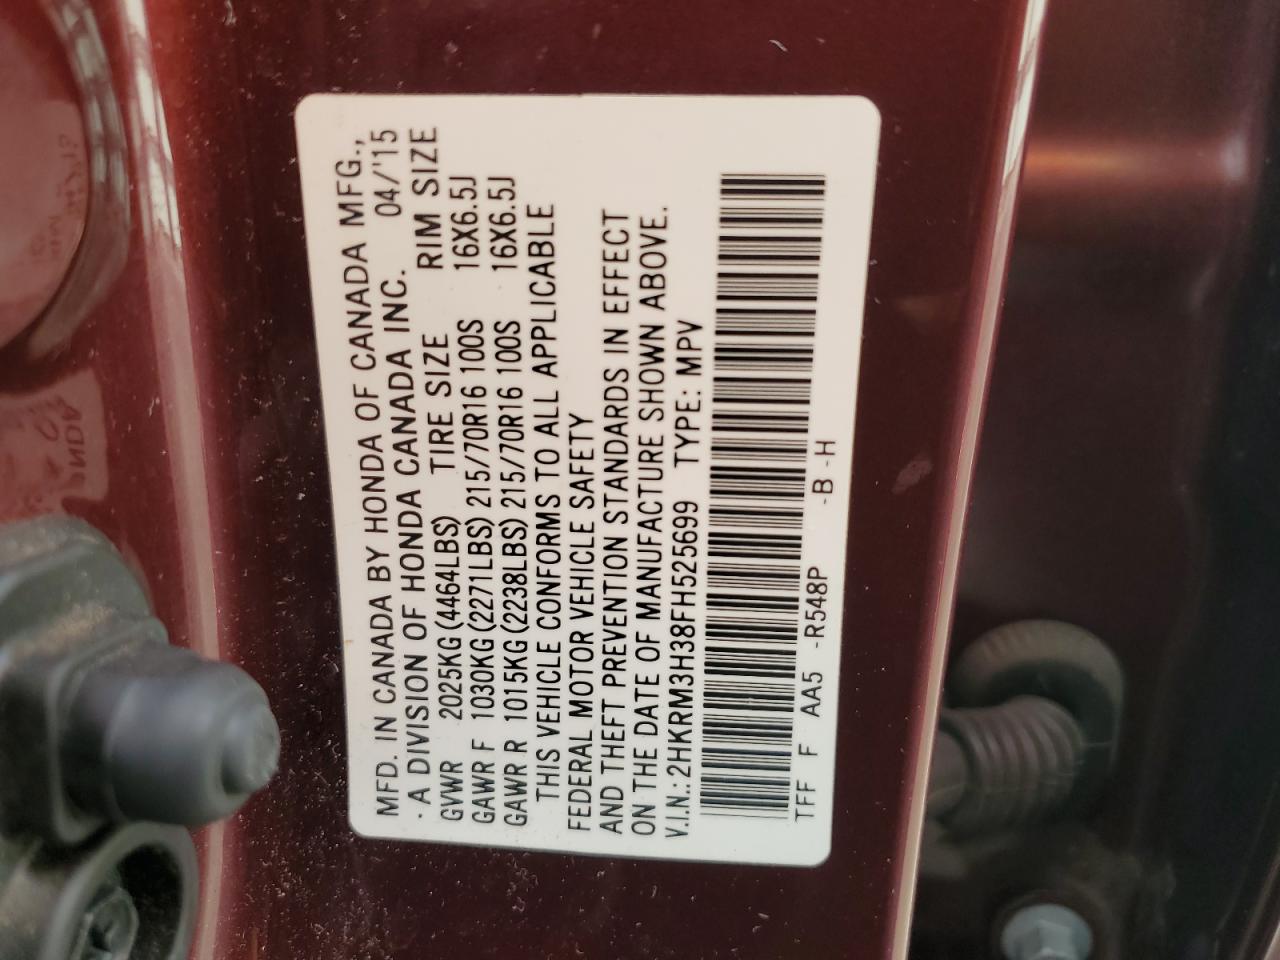 MFD. IN CANADA BY HONDA OF CANADA MFG.,
· A DIVISION OF HONDA CANADA INC. 04/'15
GVWR 2025KG (4464LBS) TIRE SIZE RIM SIZE
GAWR F 1030KG (2271LBS) 215/70R16 100S 16X6.5J
GAWR R 1015KG (2238LBS) 215/70R16 100S 16X6.5J
THIS VEHICLE CONFORMS TO ALL APPLICABLE
FEDERAL MOTOR VEHICLE SAFETY
AND THEFT PREVENTION STANDARDS IN EFFECT
ON THE DATE OF MANUFACTURE SHOWN ABOVE.
V.I.N.: 2HKRM3H38FH525699 TYPE: MPV
TFF F AA5 -R548P -B -H